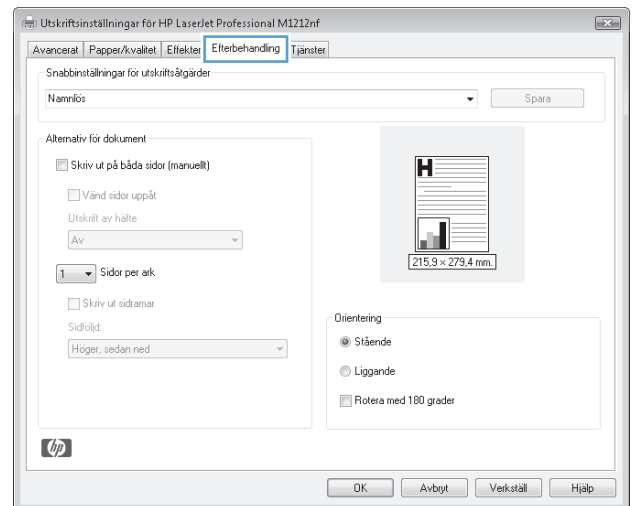 Utskriftsinställningar för HP LaserJet Professional M1212nf
Avancerat Papper/kvalitet Effekter Efterbehandling Tjänster
Snabbinställningar för utskriftsåtgärder
Namnlös Spara
Alternativ för dokument
Skriv ut på båda sidor (manuellt)
Vänd sidor uppåt
Utskrift av häfte
Av
1 Sidor per ark
Skriv ut sidramar
Sidföljd:
Höger, sedan ned
H
215,9 × 279,4 mm.
Orientering
Stående
Liggande
Rotera med 180 grader
hp
OK Avbryt Verkställ Hjälp